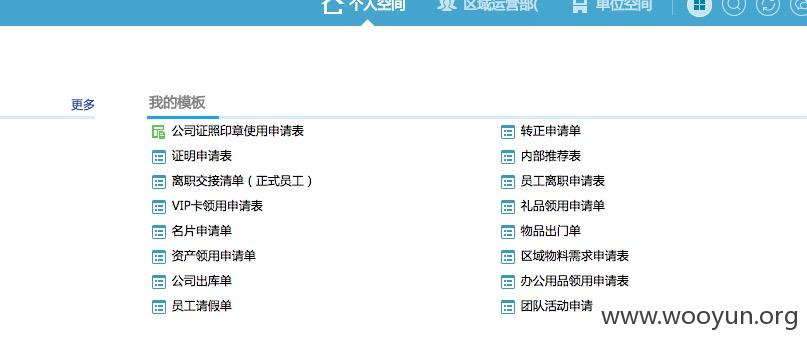 个人空间 区域运营部( 单位空间
更多
我的模板
公司证照印章使用申请表 转正申请单
证明申请表 内部推荐表
离职交接清单（正式员工） 员工离职申请表
VIP卡领用申请表 礼品领用申请单
名片申请单 物品出门单
资产领用申请单 区域物料需求申请表
公司出库单 办公用品领用申请表
员工请假单 团队活动申请
www.wooyun.org